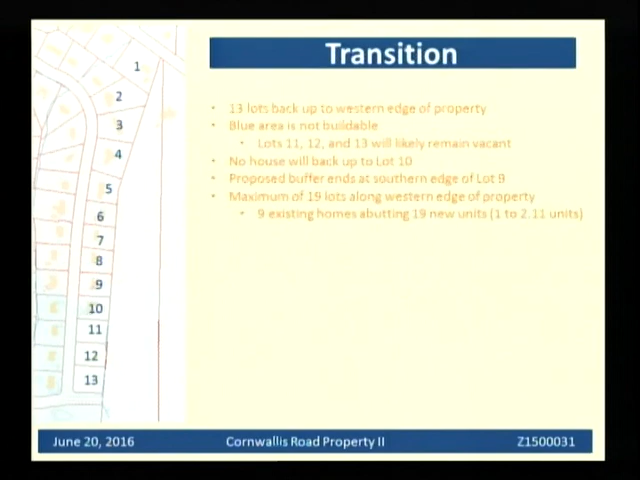 Transition
1
2
3
4
5
6
7
8
9
10
11
12
13
• 13 lots back up to western edge of property
• Blue area is not buildable
• Lots 11, 12, and 13 will likely remain vacant
• No house will back up to Lot 10
• Proposed buffer ends at southern edge of Lot 9
• Maximum of 19 lots along western edge of property
• 9 existing homes abutting 19 new units (1 to 2.11 units)
June 20, 2016 Cornwallis Road Property II Z1500031